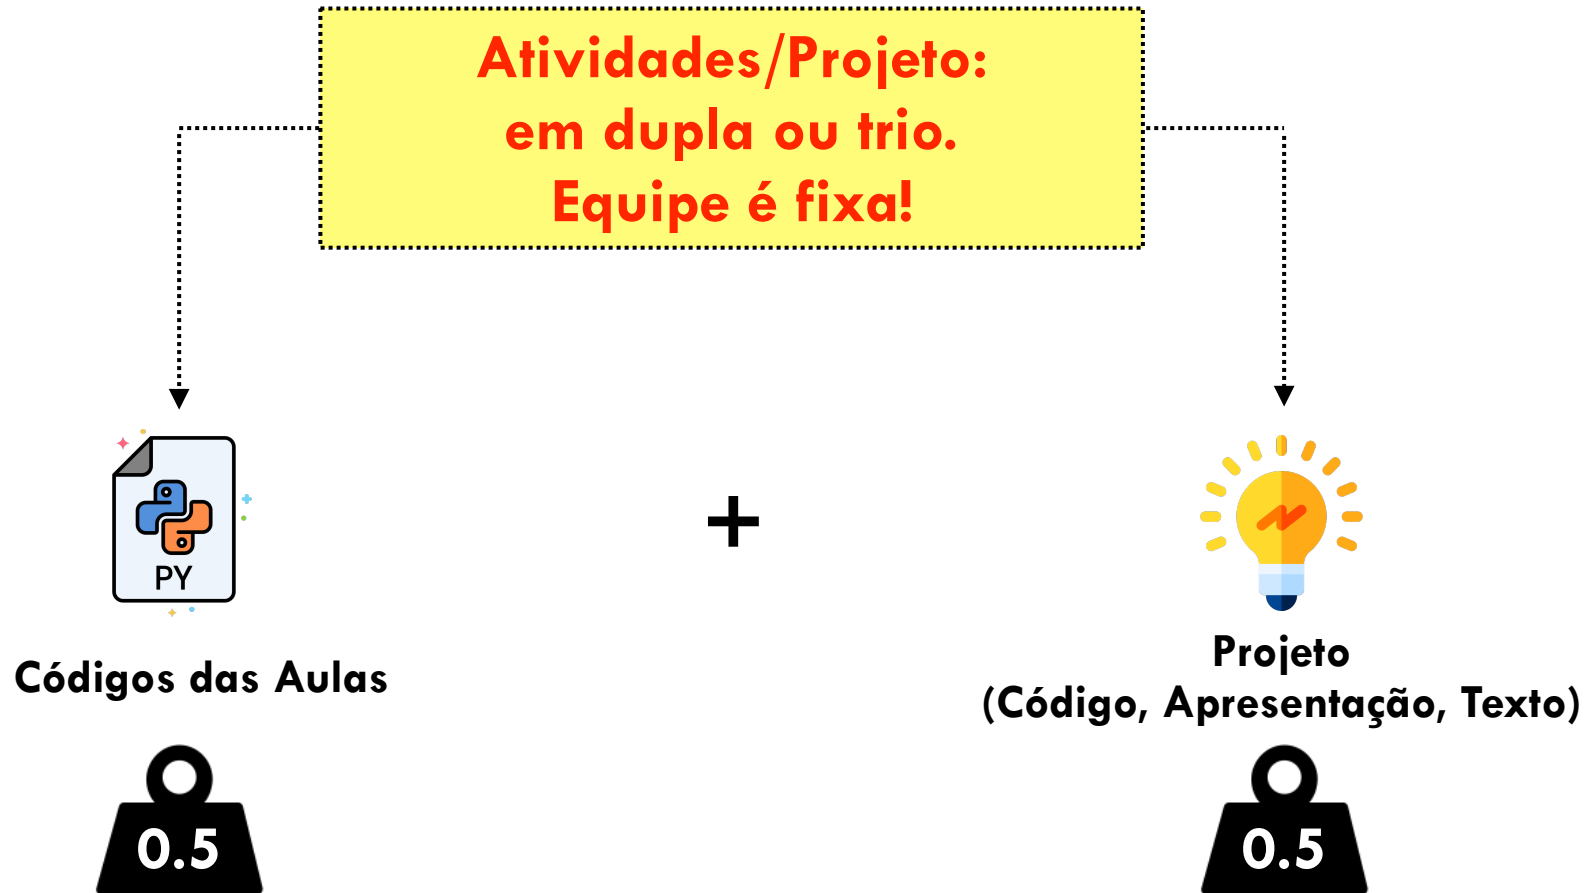 Atividades/Projeto:
em dupla ou trio.
Equipe é fixa!
PY
+
Códigos das Aulas
Projeto
(Código, Apresentação, Texto)
0.5
0.5